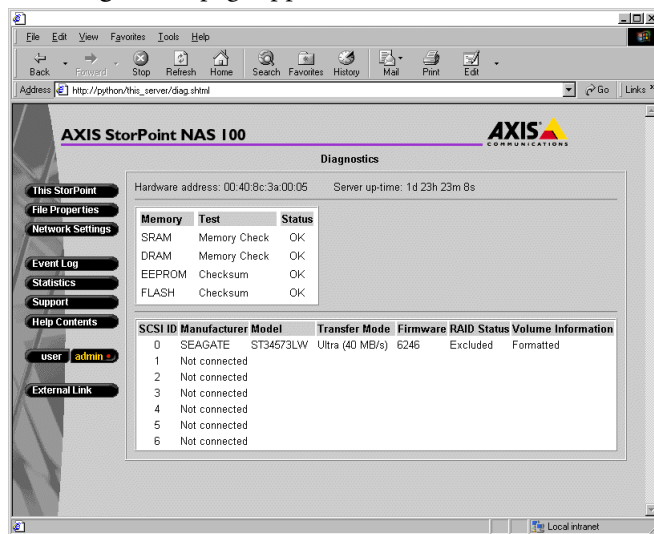 File Edit View Favorites Tools Help
Back Forward Stop Refresh Home Search Favorites History Mail Print Edit
Address http://python/this_server/diag.shtml Go Links »
AXIS StorPoint NAS 100
AXIS
COMMUNICATIONS
Diagnostics
This StorPoint
File Properties
Network Settings
Event Log
Statistics
Support
Help Contents
user admin
External Link
Hardware address: 00:40:8c:3a:00:05 Server up-time: 1d 23h 23m 8s
Memory Test Status
SRAM Memory Check OK
DRAM Memory Check OK
EEPROM Checksum OK
FLASH Checksum OK
SCSI ID Manufacturer Model Transfer Mode Firmware RAID Status Volume Information
0 SEAGATE ST34573LW Ultra (40 MB/s) 6246 Excluded Formatted
1 Not connected
2 Not connected
3 Not connected
4 Not connected
5 Not connected
6 Not connected
Local intranet